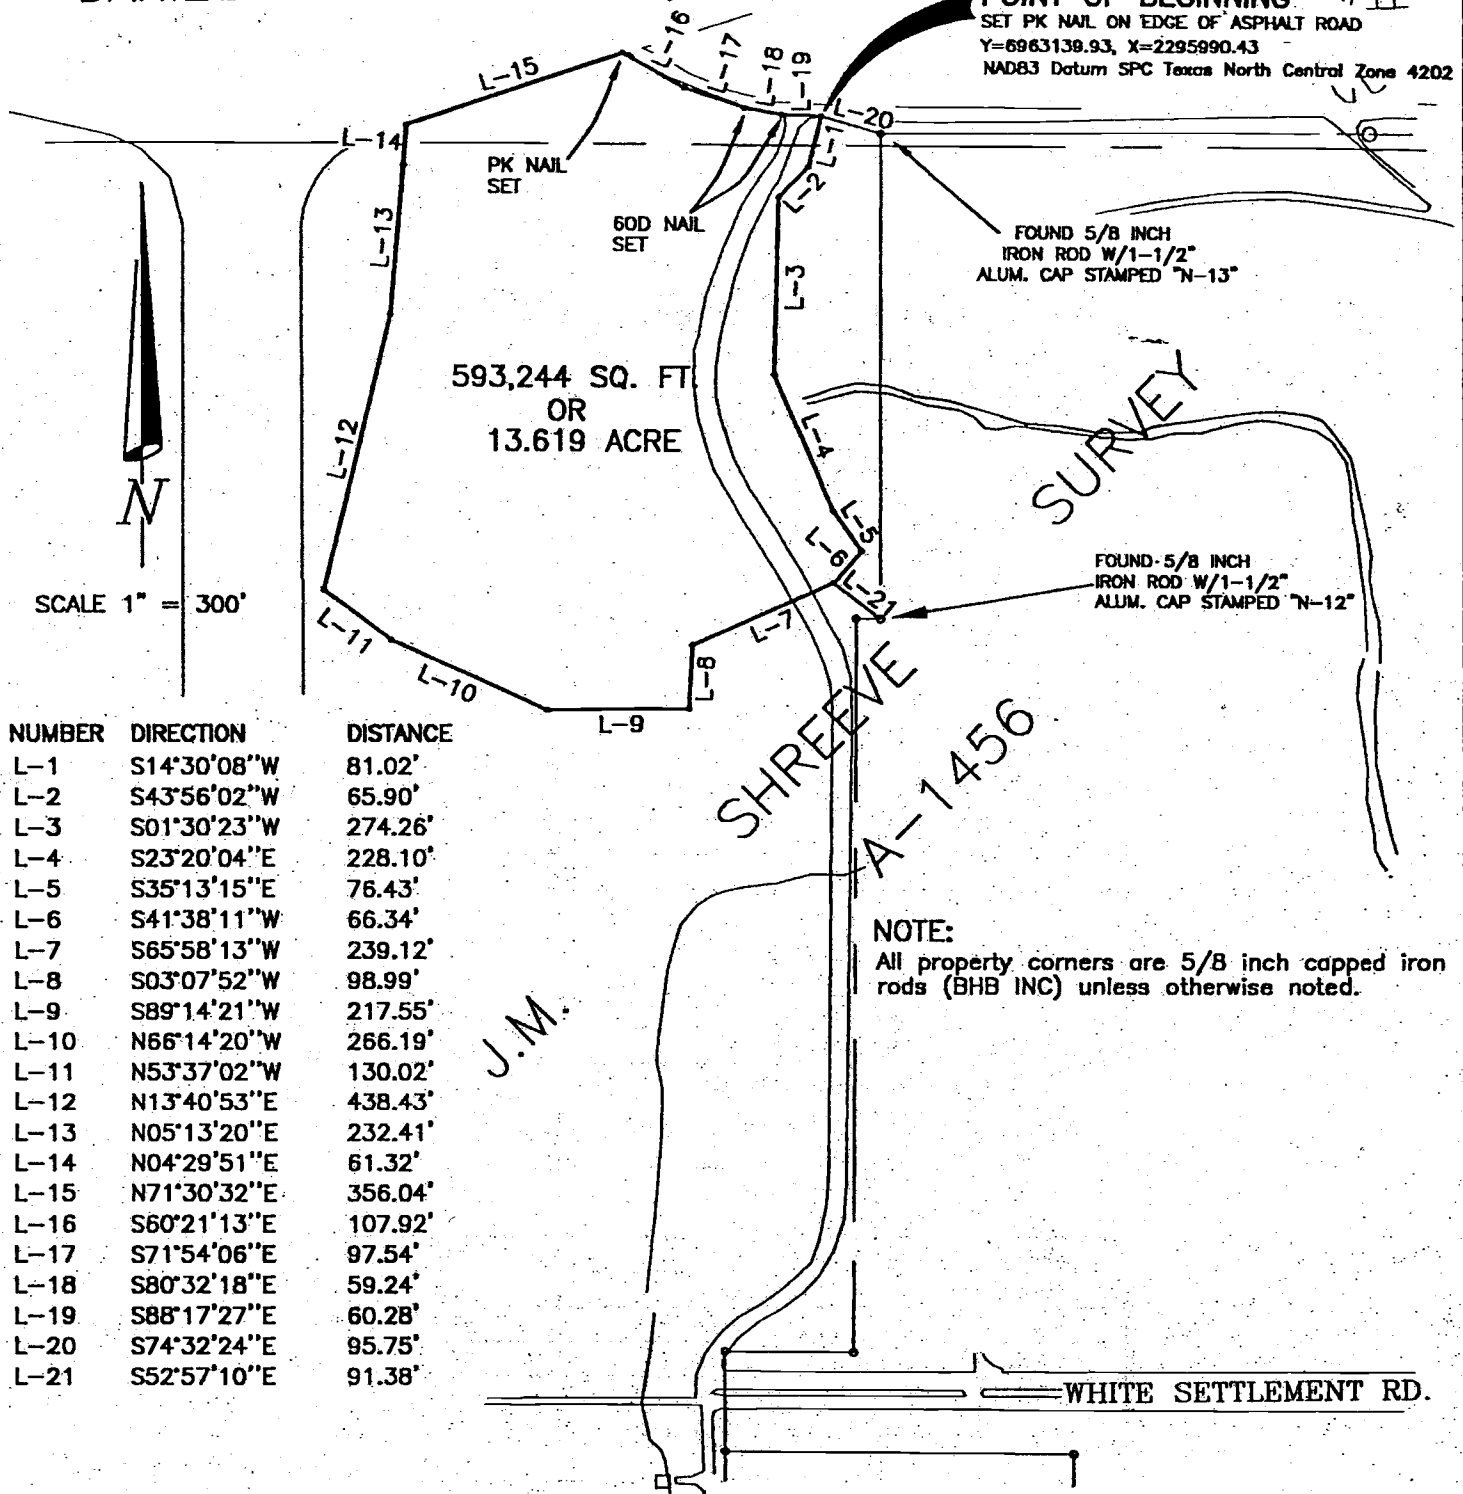 POINT OF BEGINNING
SET PK NAIL ON EDGE OF ASPHALT ROAD
Y=6963139.93, X=2295990.43
NAD83 Datum SPC Texas North Central Zone 4202
L-15
L-16
L-17
L-18
L-19
L-20
L-14
L-1
L-2
PK NAIL
SET
60D NAIL
SET
L-13
L-3
FOUND 5/8 INCH
IRON ROD W/1-1/2"
ALUM. CAP STAMPED "N-13"
593,244 SQ. FT
OR
13.619 ACRE
L-12
L-4
SURVEY
N
L-5
L-6
L-21
FOUND 5/8 INCH
IRON ROD W/1-1/2"
ALUM. CAP STAMPED "N-12"
SCALE 1" = 300'
L-11
L-7
L-10
L-8
L-9
SHREEVE
A-1456
J.M.
NUMBER DIRECTION DISTANCE
L-1 S14°30'08"W 81.02'
L-2 S43°56'02"W 65.90'
L-3 S01°30'23"W 274.26'
L-4 S23°20'04"E 228.10'
L-5 S35°13'15"E 76.43'
L-6 S41°38'11"W 66.34'
L-7 S65°58'13"W 239.12'
L-8 S03°07'52"W 98.99'
L-9 S89°14'21"W 217.55'
L-10 N66°14'20"W 266.19'
L-11 N53°37'02"W 130.02'
L-12 N13°40'53"E 438.43'
L-13 N05°13'20"E 232.41'
L-14 N04°29'51"E 61.32'
L-15 N71°30'32"E 356.04'
L-16 S60°21'13"E 107.92'
L-17 S71°54'06"E 97.54'
L-18 S80°32'18"E 59.24'
L-19 S88°17'27"E 60.28'
L-20 S74°32'24"E 95.75'
L-21 S52°57'10"E 91.38'
NOTE:
All property corners are 5/8 inch capped iron
rods (BHB INC) unless otherwise noted.
WHITE SETTLEMENT RD.